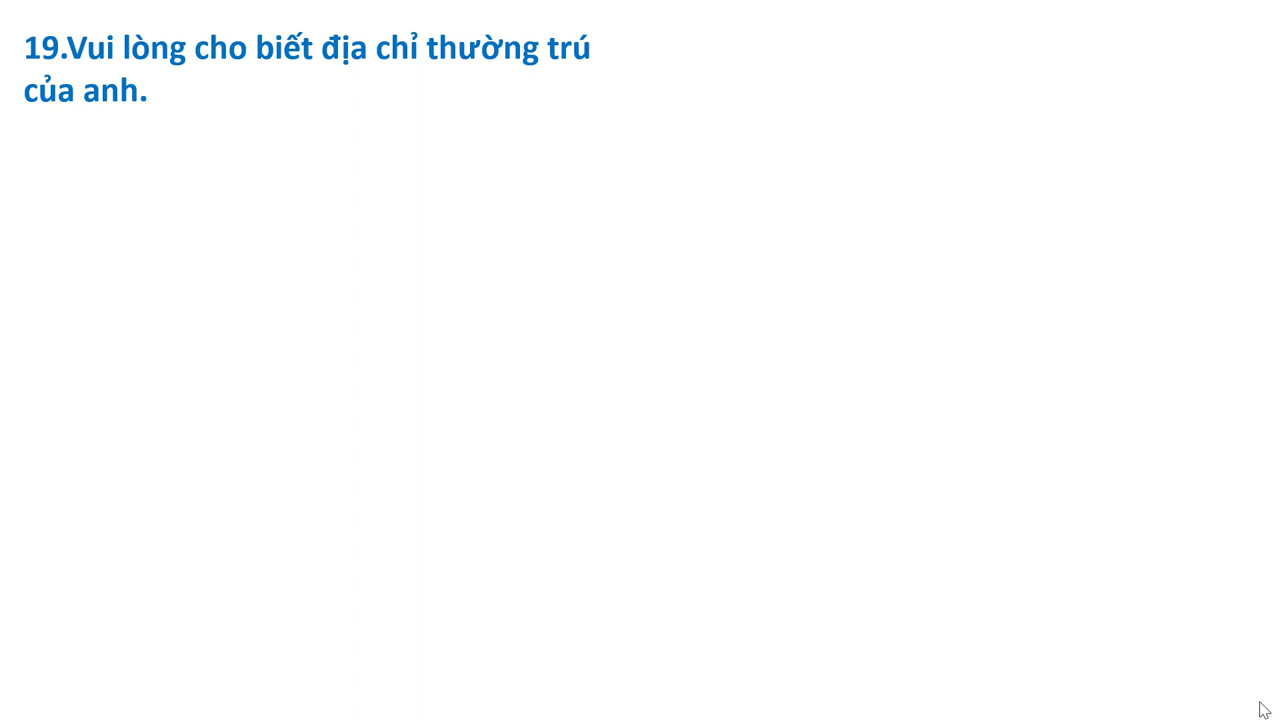 19.Vui lòng cho biết địa chỉ thường trú
của anh.